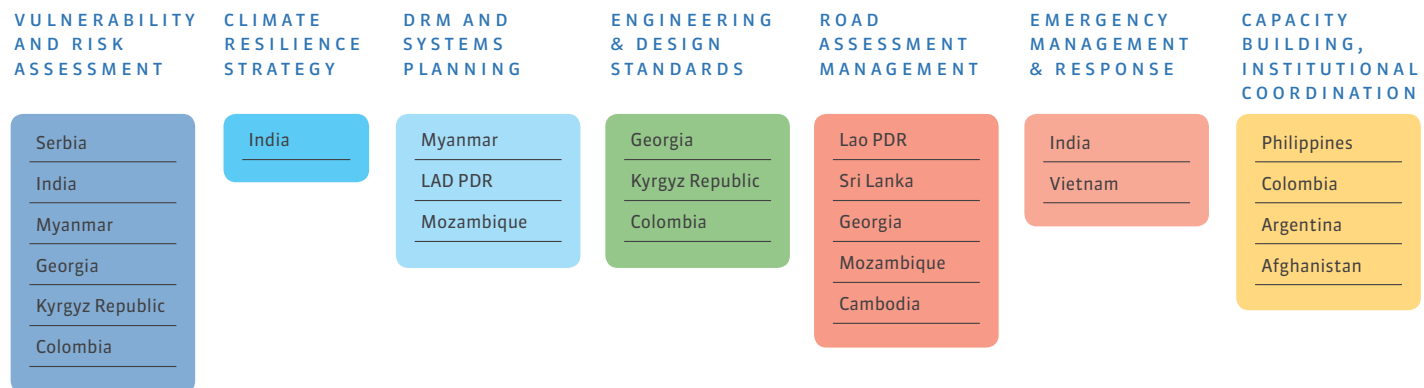 VULNERABILITY
AND RISK
ASSESSMENT
Serbia
India
Myanmar
Georgia
Kyrgyz Republic
Colombia
CLIMATE
RESILIENCE
STRATEGY
India
DRM AND
SYSTEMS
PLANNING
Myanmar
LAD PDR
Mozambique
ENGINEERING
& DESIGN
STANDARDS
Georgia
Kyrgyz Republic
Colombia
ROAD
ASSESSMENT
MANAGEMENT
Lao PDR
Sri Lanka
Georgia
Mozambique
Cambodia
EMERGENCY
MANAGEMENT
& RESPONSE
India
Vietnam
CAPACITY
BUILDING,
INSTITUTIONAL
COORDINATION
Philippines
Colombia
Argentina
Afghanistan